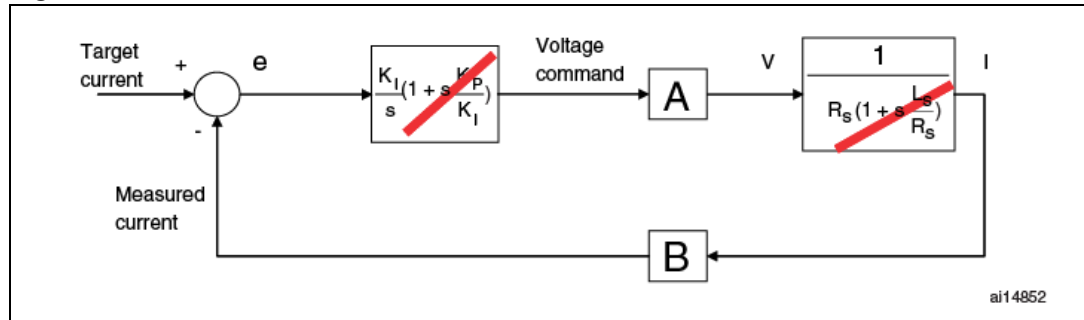 Target
current
+
e
-
K_I/s (1 + s K_P/K_I)
Voltage
command
A
V
1
R_s (1 + s L_s/R_s)
I
Measured
current
B
ai14852